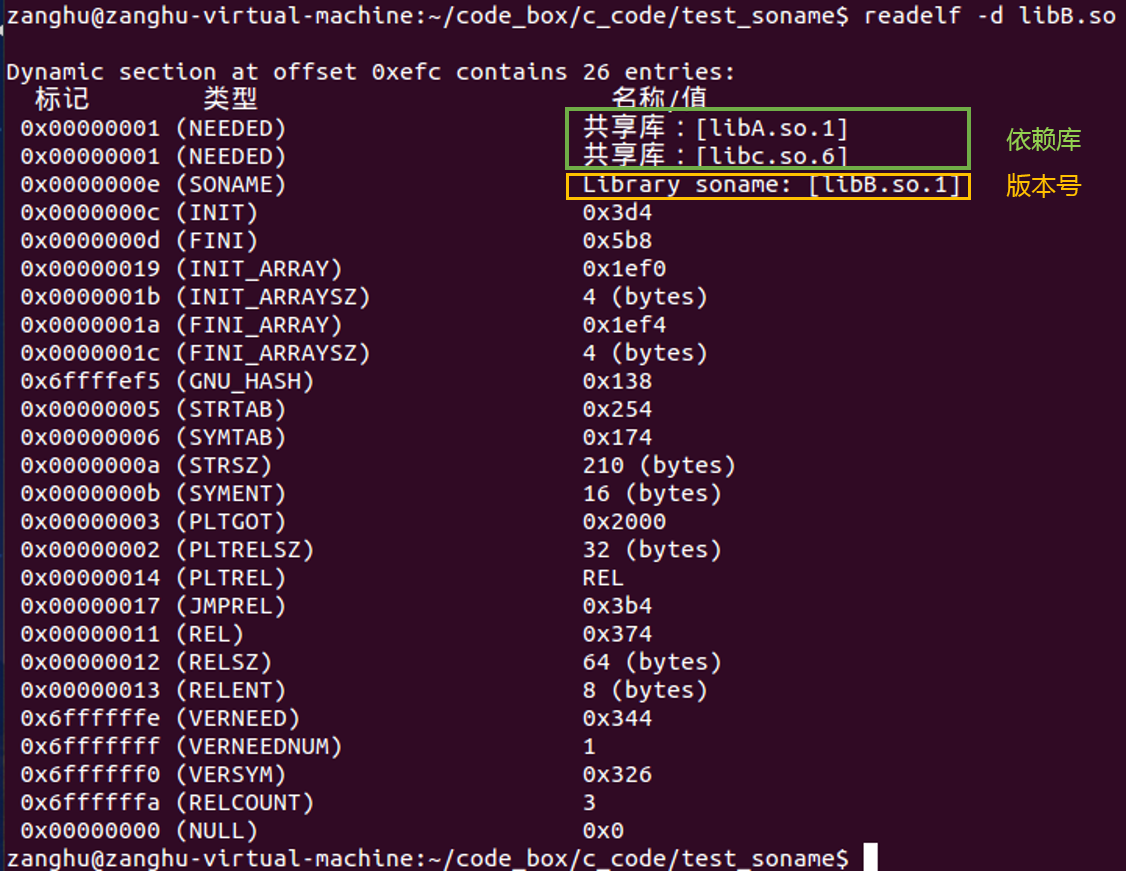 zanghu@zanghu-virtual-machine:~/code_box/c_code/test_soname$ readelf -d libB.so
Dynamic section at offset 0xefc contains 26 entries:
标记 类型 名称/值
0x00000001 (NEEDED) 共享库：[libA.so.1]
0x00000001 (NEEDED) 共享库：[libc.so.6]
依赖库
0x0000000e (SONAME) Library soname: [libB.so.1] 版本号
0x0000000c (INIT) 0x3d4
0x0000000d (FINI) 0x5b8
0x00000019 (INIT_ARRAY) 0x1ef0
0x0000001b (INIT_ARRAYSZ) 4 (bytes)
0x0000001a (FINI_ARRAY) 0x1ef4
0x0000001c (FINI_ARRAYSZ) 4 (bytes)
0x6ffffef5 (GNU_HASH) 0x138
0x00000005 (STRTAB) 0x254
0x00000006 (SYMTAB) 0x174
0x0000000a (STRSZ) 210 (bytes)
0x0000000b (SYMENT) 16 (bytes)
0x00000003 (PLTGOT) 0x2000
0x00000002 (PLTRELSZ) 32 (bytes)
0x00000014 (PLTREL) REL
0x00000017 (JMPREL) 0x3b4
0x00000011 (REL) 0x374
0x00000012 (RELSZ) 64 (bytes)
0x00000013 (RELENT) 8 (bytes)
0x6ffffffe (VERNEED) 0x344
0x6fffffff (VERNEEDNUM) 1
0x6ffffff0 (VERSYM) 0x326
0x6ffffffa (RELCOUNT) 3
0x00000000 (NULL) 0x0
zanghu@zanghu-virtual-machine:~/code_box/c_code/test_soname$